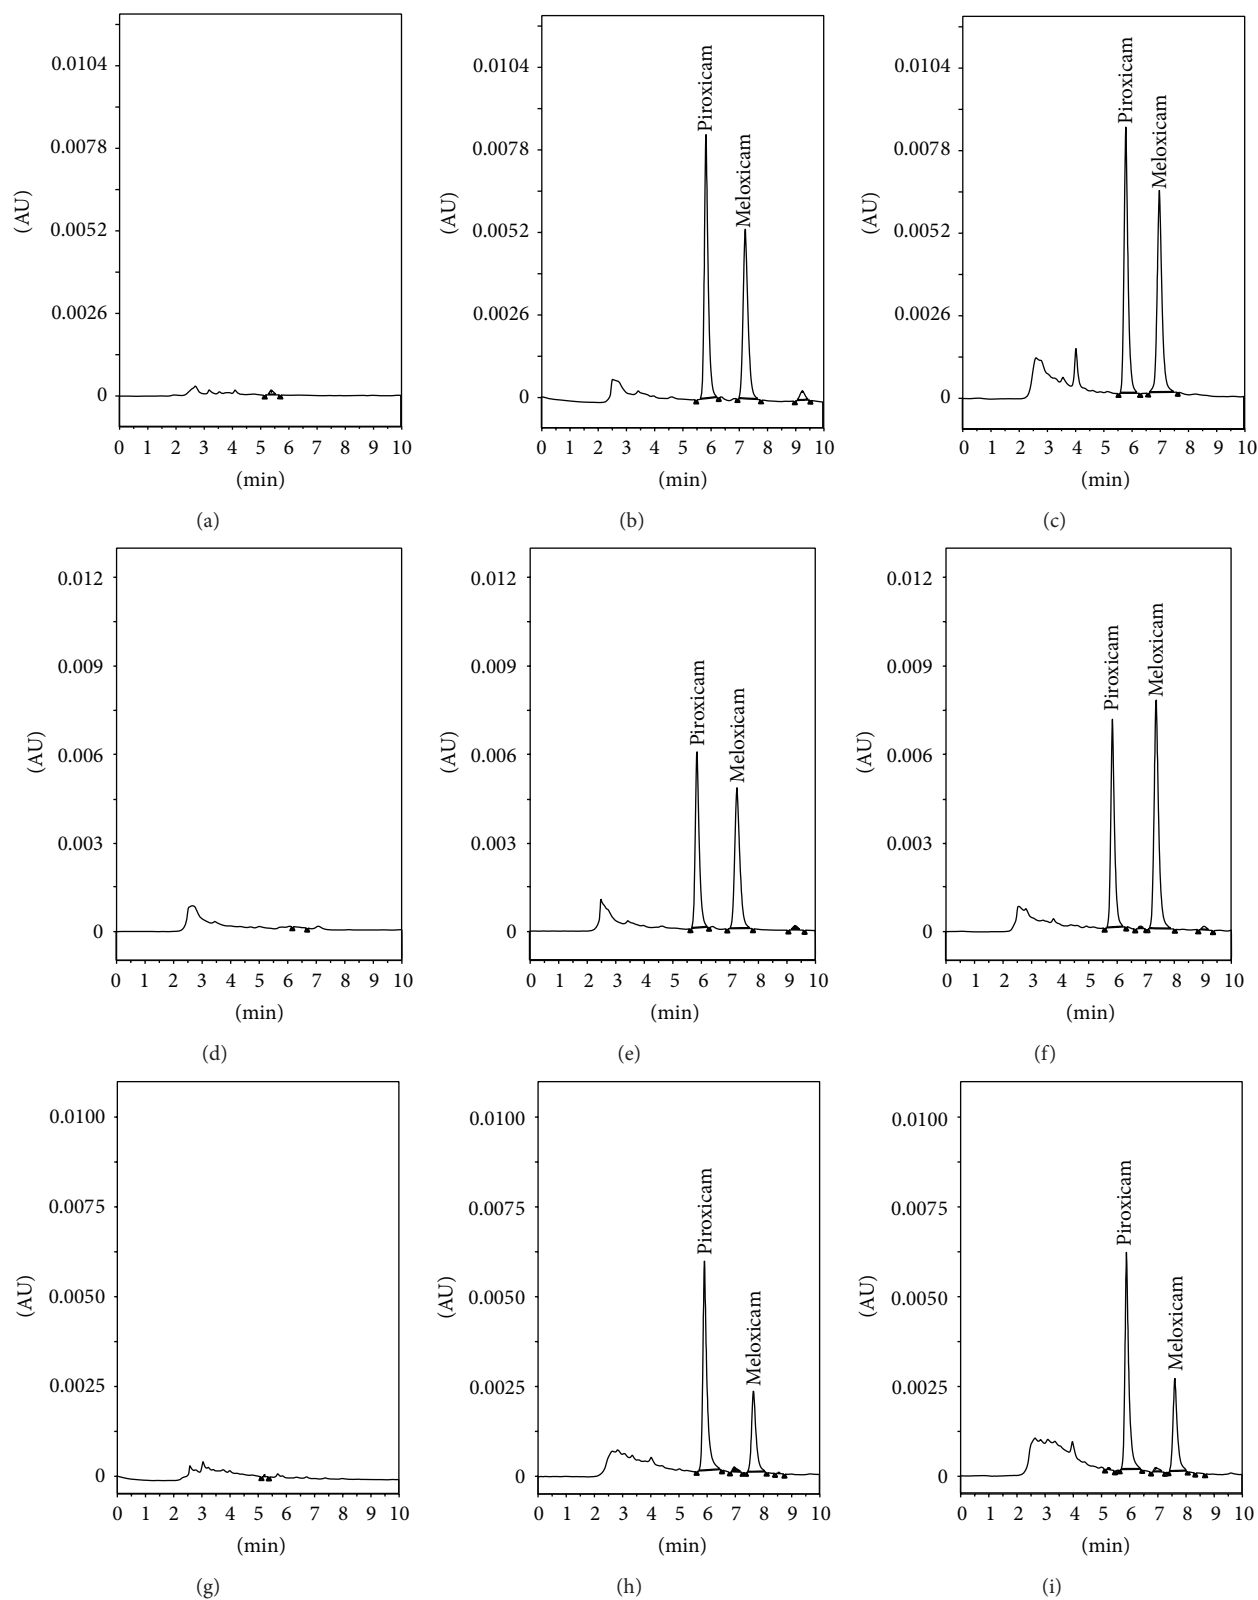 0.0104
0.0078
0.0052
0.0026
0
(AU)
0 1 2 3 4 5 6 7 8 9 10
(min)
(a)
0.0104
0.0078
0.0052
0.0026
0
(AU)
Piroxicam
Meloxicam
0 1 2 3 4 5 6 7 8 9 10
(min)
(b)
0.0104
0.0078
0.0052
0.0026
0
(AU)
Piroxicam
Meloxicam
0 1 2 3 4 5 6 7 8 9 10
(min)
(c)
0.012
0.009
0.006
0.003
0
(AU)
0 1 2 3 4 5 6 7 8 9 10
(min)
(d)
0.012
0.009
0.006
0.003
0
(AU)
Piroxicam
Meloxicam
0 1 2 3 4 5 6 7 8 9 10
(min)
(e)
0.012
0.009
0.006
0.003
0
(AU)
Piroxicam
Meloxicam
0 1 2 3 4 5 6 7 8 9 10
(min)
(f)
0.0100
0.0075
0.0050
0.0025
0
(AU)
0 1 2 3 4 5 6 7 8 9 10
(min)
(g)
0.0100
0.0075
0.0050
0.0025
0
(AU)
Piroxicam
Meloxicam
0 1 2 3 4 5 6 7 8 9 10
(min)
(h)
0.0100
0.0075
0.0050
0.0025
0
(AU)
Piroxicam
Meloxicam
0 1 2 3 4 5 6 7 8 9 10
(min)
(i)